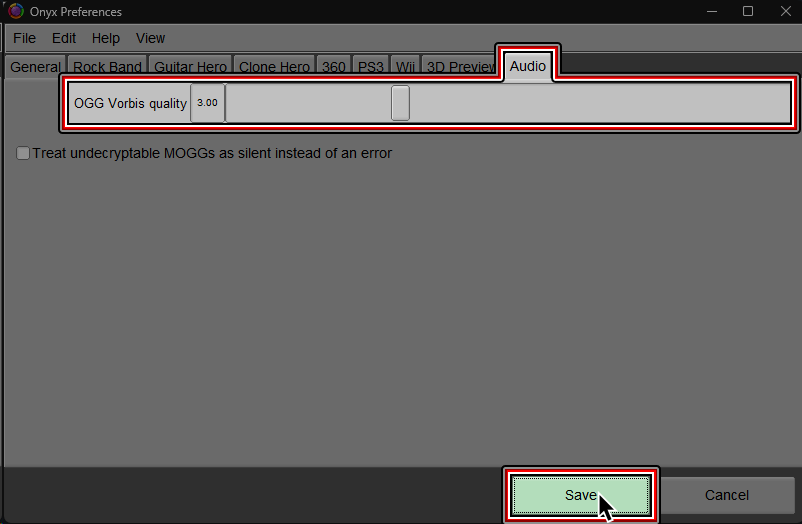 Onyx Preferences
File Edit Help View
General Rock Band Guitar Hero Clone Hero 360 PS3 Wii 3D Preview Audio
OGG Vorbis quality 3.00
Treat undecryptable MOGGs as silent instead of an error
Save Cancel